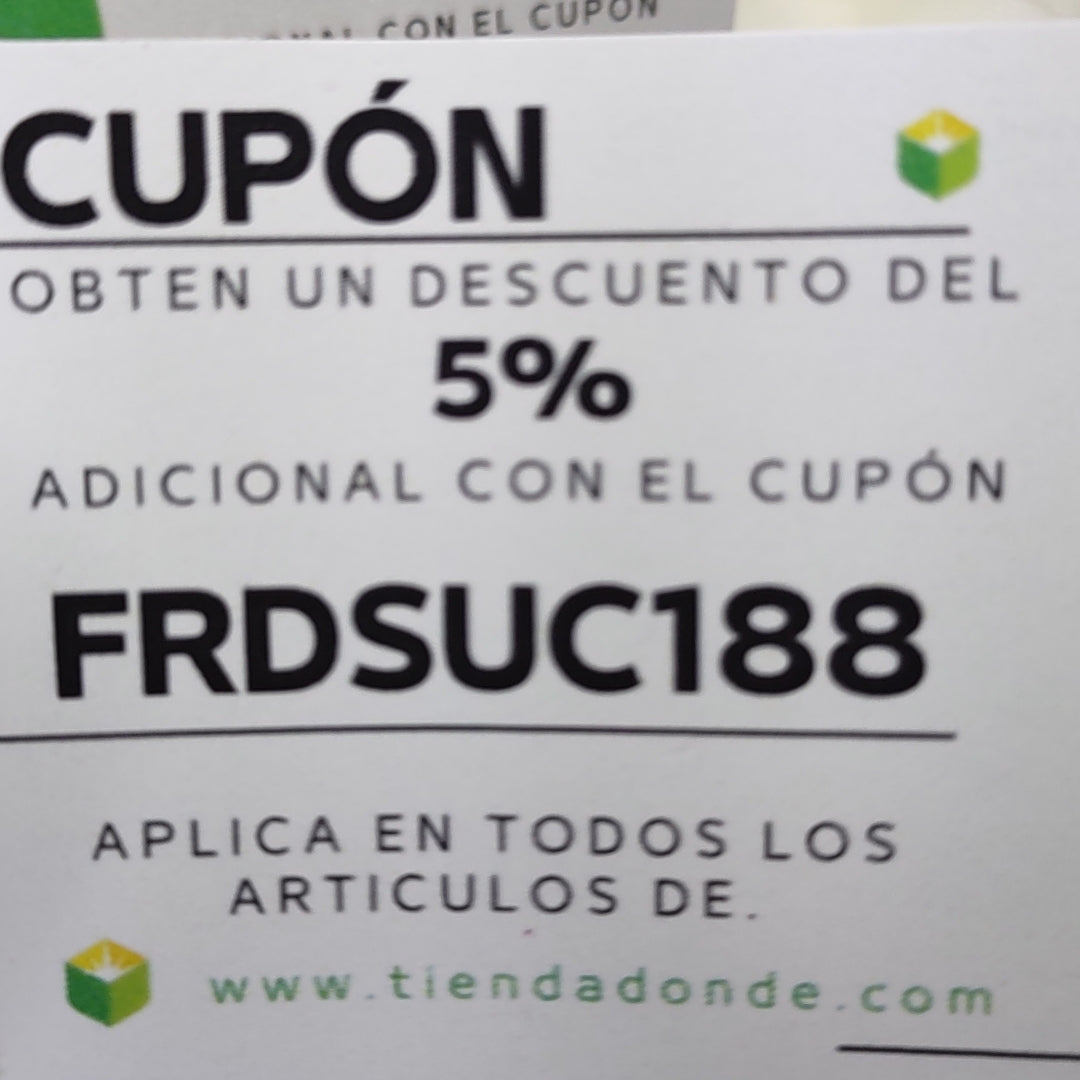 CON EL CUPÓN
CUPÓN
OBTEN UN DESCUENTO DEL
5%
ADICIONAL CON EL CUPÓN
FRDSUC188
APLICA EN TODOS LOS
ARTICULOS DE.
www.tiendadonde.com